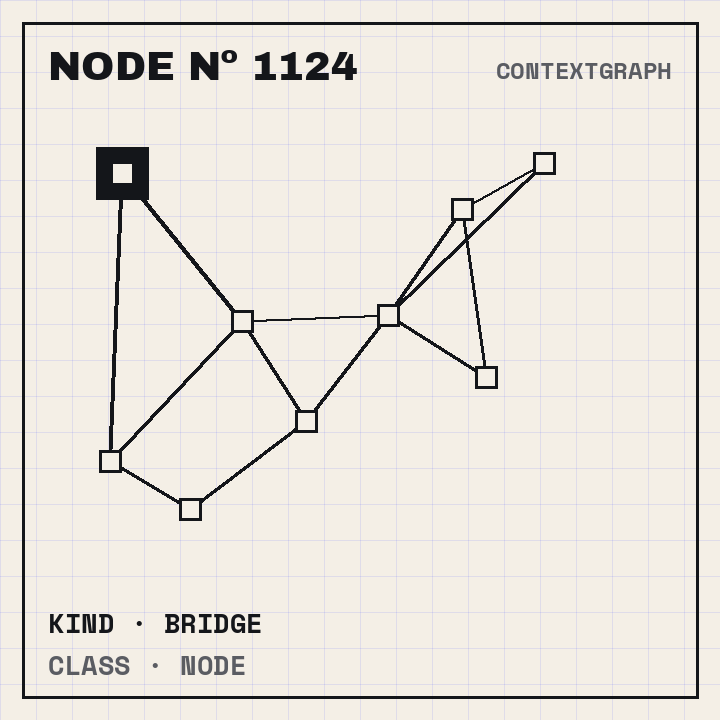 NODE Nº 1124
CONTEXTGRAPH
KIND · BRIDGE
CLASS · NODE